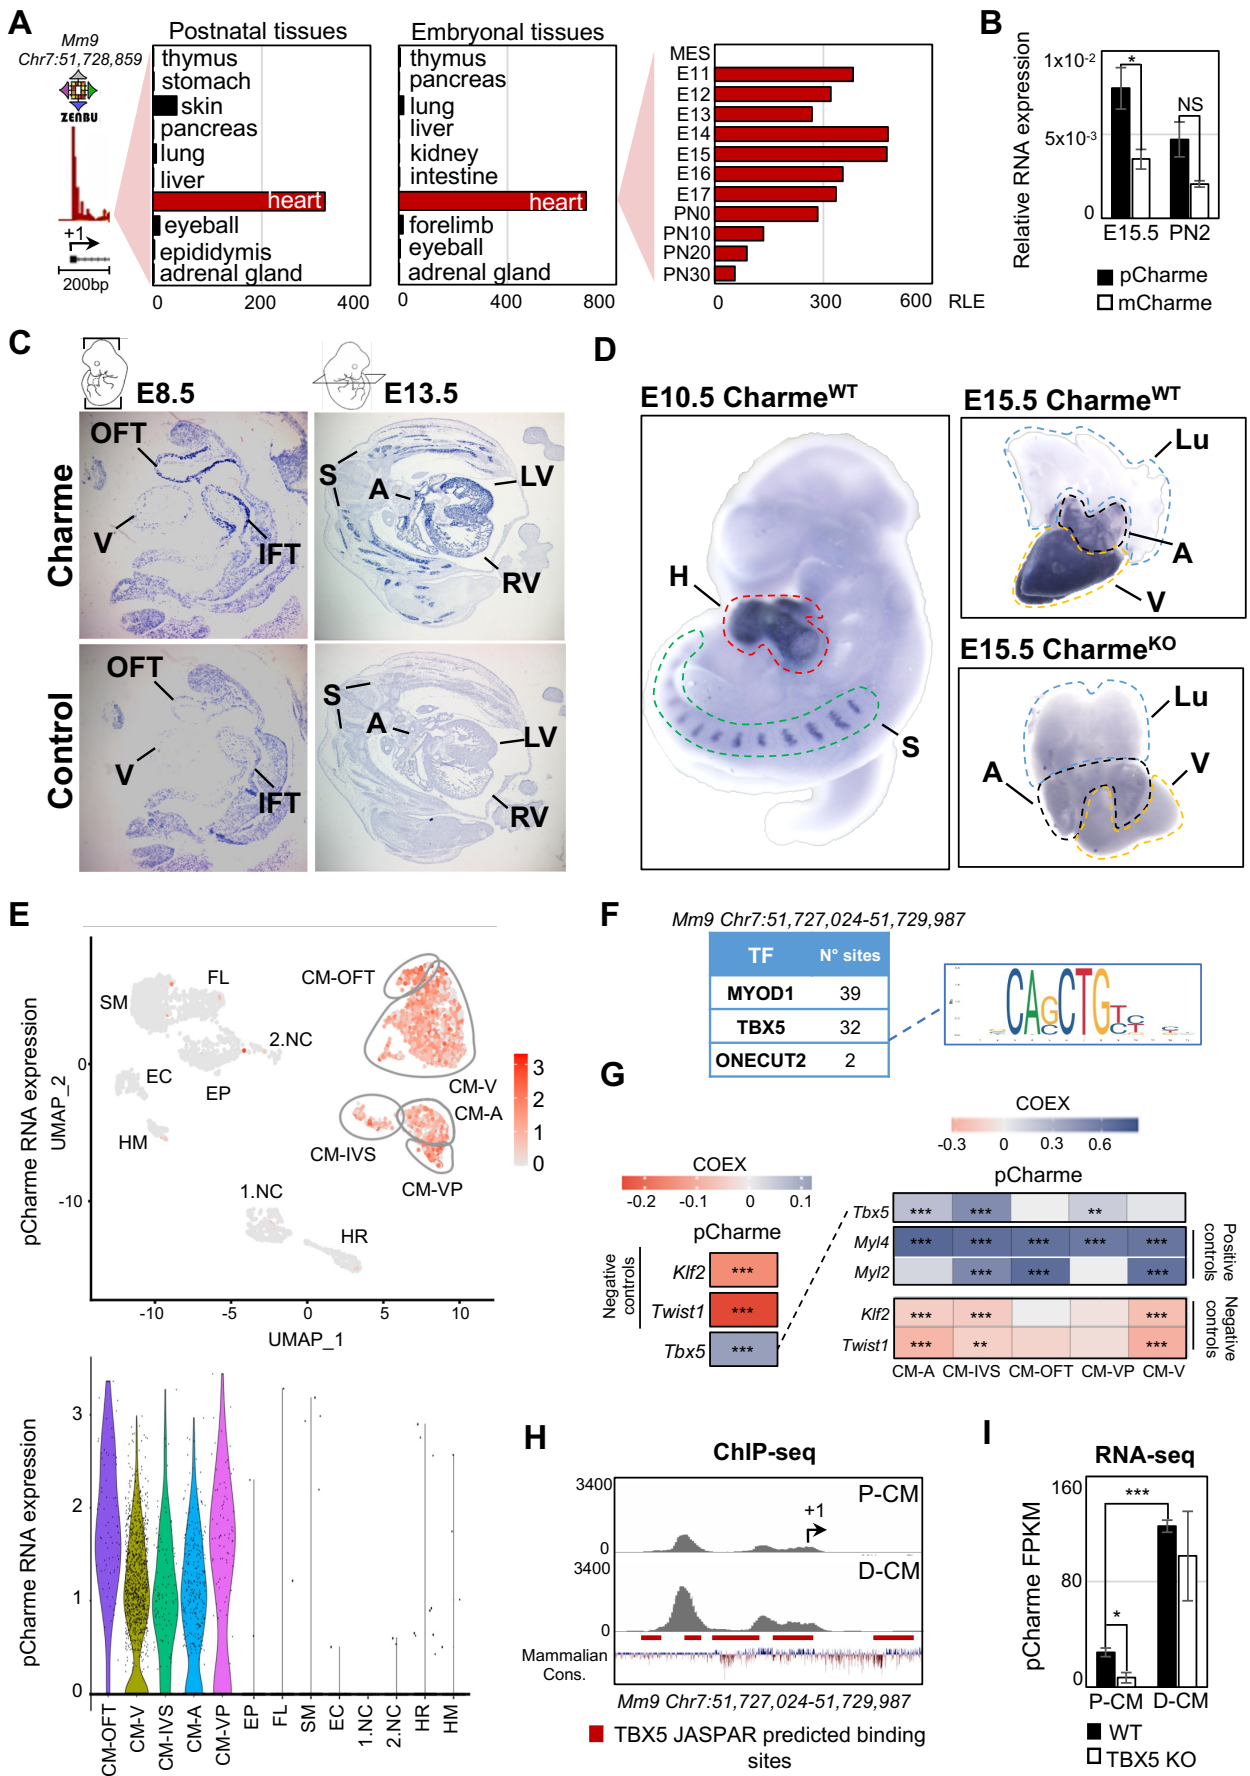 A
Mm9
Chr7:51,728,859
ZENBU
+1
200bp
Postnatal tissues
thymus
stomach
skin
pancreas
lung
liver
heart
eyeball
epididymis
adrenal gland
0 200 400
Embryonal tissues
thymus
pancreas
lung
liver
kidney
intestine
heart
forelimb
eyeball
adrenal gland
0 400 800
MES
E11
E12
E13
E14
E15
E16
E17
PN0
PN10
PN20
PN30
0 300 600 RLE
B
Relative RNA expression
1x10-2
5x10-3
0
*
NS
E15.5 PN2
pCharme
mCharme
C
E8.5
E13.5
Charme
OFT
V
IFT
S
A
LV
RV
Control
OFT
V
IFT
S
A
LV
RV
D
E10.5 CharmeWT
H
S
E15.5 CharmeWT
Lu
A
V
E15.5 CharmeKO
Lu
A
V
E
pCharme RNA expression
UMAP_2
0
-10
SM
FL
2.NC
EC
EP
HM
1.NC
HR
CM-OFT
CM-V
CM-A
CM-IVS
CM-VP
3
2
1
0
-10 -5 0 5 10
UMAP_1
pCharme RNA expression
3
2
1
0
CM-OFT
CM-V
CM-IVS
CM-A
CM-VP
EP
FL
SM
EC
1.NC
2.NC
HR
HM
F
Mm9 Chr7:51,727,024-51,729,987
TF N° sites
MYOD1 39
TBX5 32
ONECUT2 2
G
COEX
-0.2 -0.1 0 0.1
pCharme
Negative controls
Klf2 ***
Twist1 ***
Tbx5 ***
COEX
-0.3 0 0.3 0.6
pCharme
Tbx5 *** *** **
Myl4 *** *** *** *** ***
Myl2 *** *** ***
Positive controls
Klf2 *** *** ***
Twist1 *** ** ***
Negative controls
CM-A CM-IVS CM-OFT CM-VP CM-V
H
ChIP-seq
3400
0
P-CM
+1
3400
0
D-CM
Mammalian
Cons.
Mm9 Chr7:51,727,024-51,729,987
TBX5 JASPAR predicted binding
sites
I
RNA-seq
pCharme FPKM
160
80
0
***
*
P-CM D-CM
WT
TBX5 KO